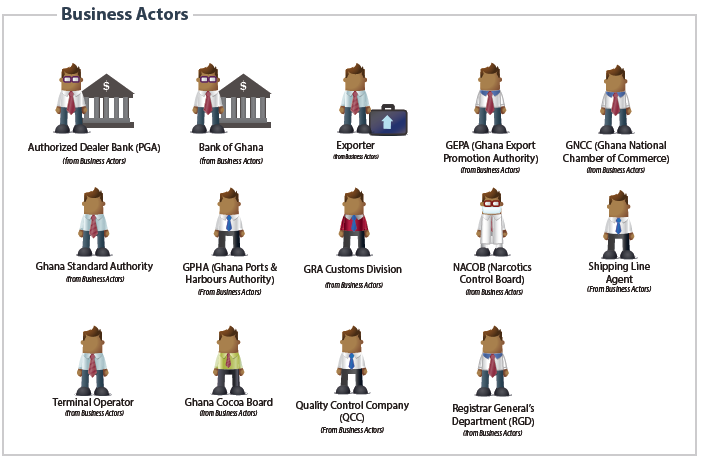 Business Actors
$
$
Authorized Dealer Bank (PGA)
(from Business Actors)
Bank of Ghana
(from Business Actors)
Exporter
(from Business Actors)
GEPA (Ghana Export
Promotion Authority)
(from Business Actors)
GNCC (Ghana National
Chamber of Commerce)
(from Business Actors)
Ghana Standard Authority
(from Business Actors)
GPHA (Ghana Ports &
Harbours Authority)
(From Business Actors)
GRA Customs Division
(from Business Actors)
NACOB (Narcotics
Control Board)
(from Business Actors)
Shipping Line
Agent
(From Business Actors)
Terminal Operator
(from Business Actors)
Ghana Cocoa Board
(from Business Actors)
Quality Control Company
(QCC)
(From Business Actors)
Registrar General's
Department (RGD)
(from Business Actors)